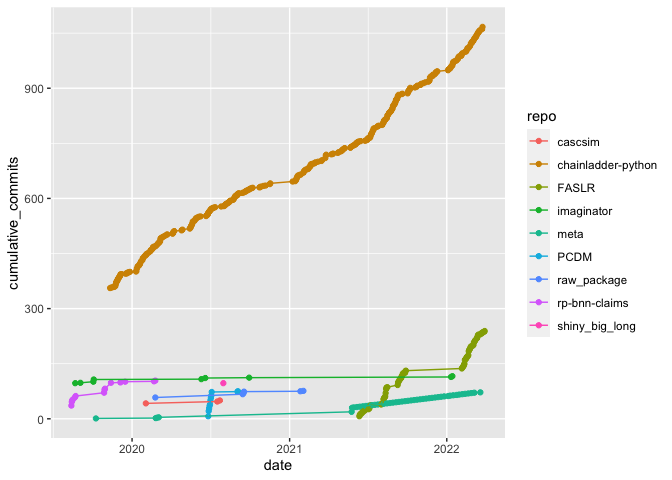 cumulative_commits
900
600
300
0
2020
2021
2022
date
repo
cascsim
chainladder-python
FASLR
imaginator
meta
PCDM
raw_package
rp-bnn-claims
shiny_big_long